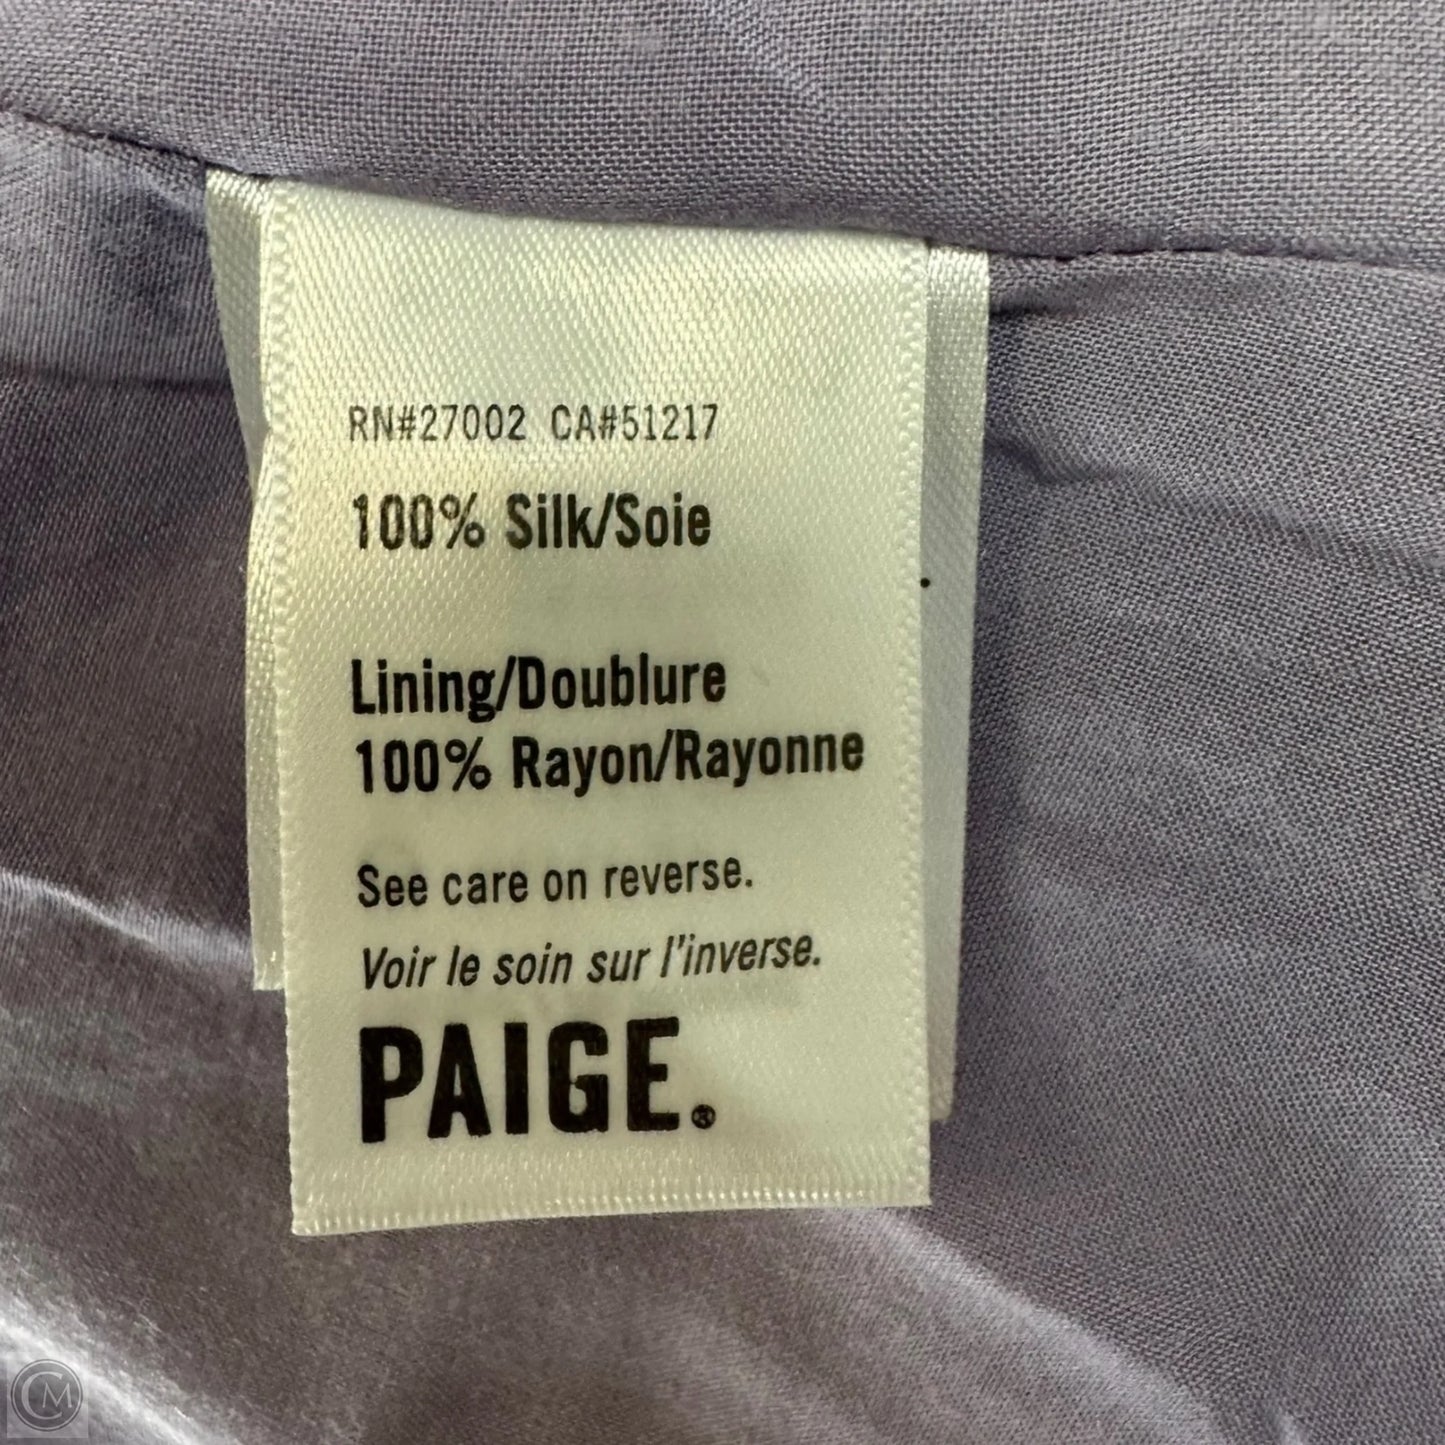 RN#27002 CA#51217
100% Silk/Soie
Lining/Doublure
100% Rayon/Rayonne
See care on reverse.
Voir le soin sur l'inverse.
PAIGE.®
CM